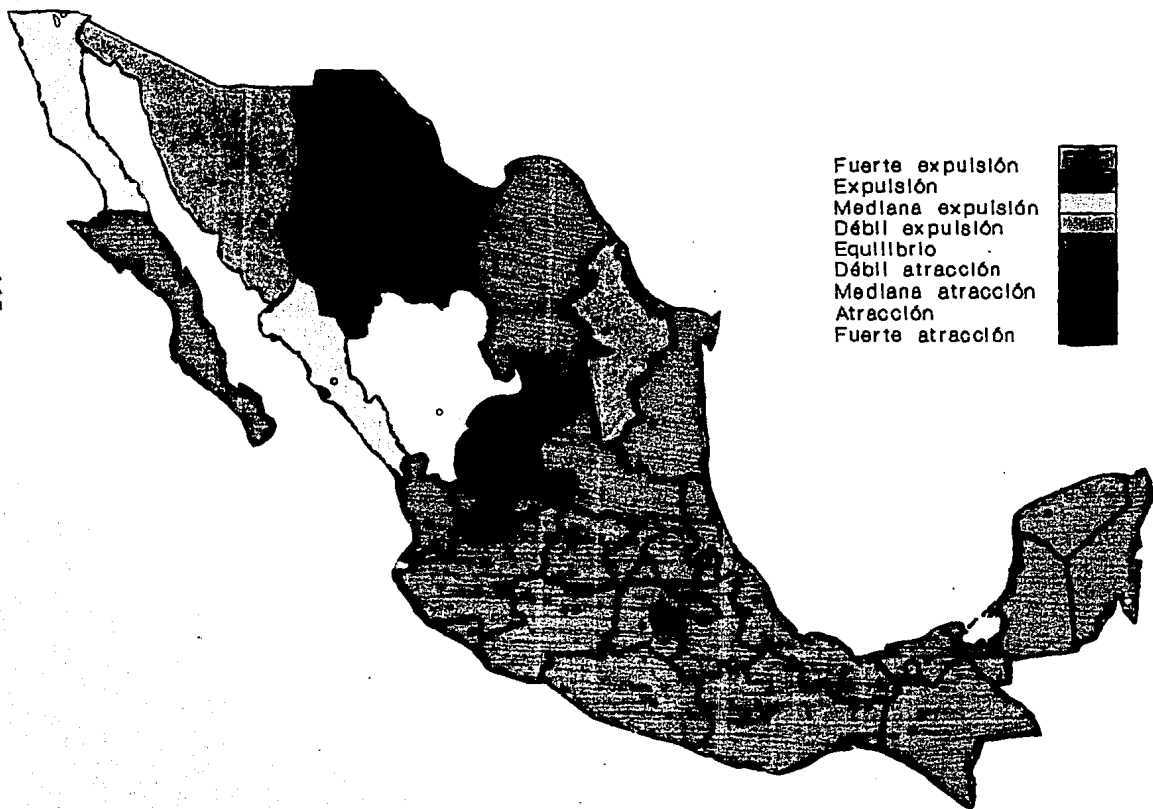 Fuerte expulsión
Expulsión
Mediana expulsión
Débil expulsión
Equilibrio
Débil atracción
Mediana atracción
Atracción
Fuerte atracción